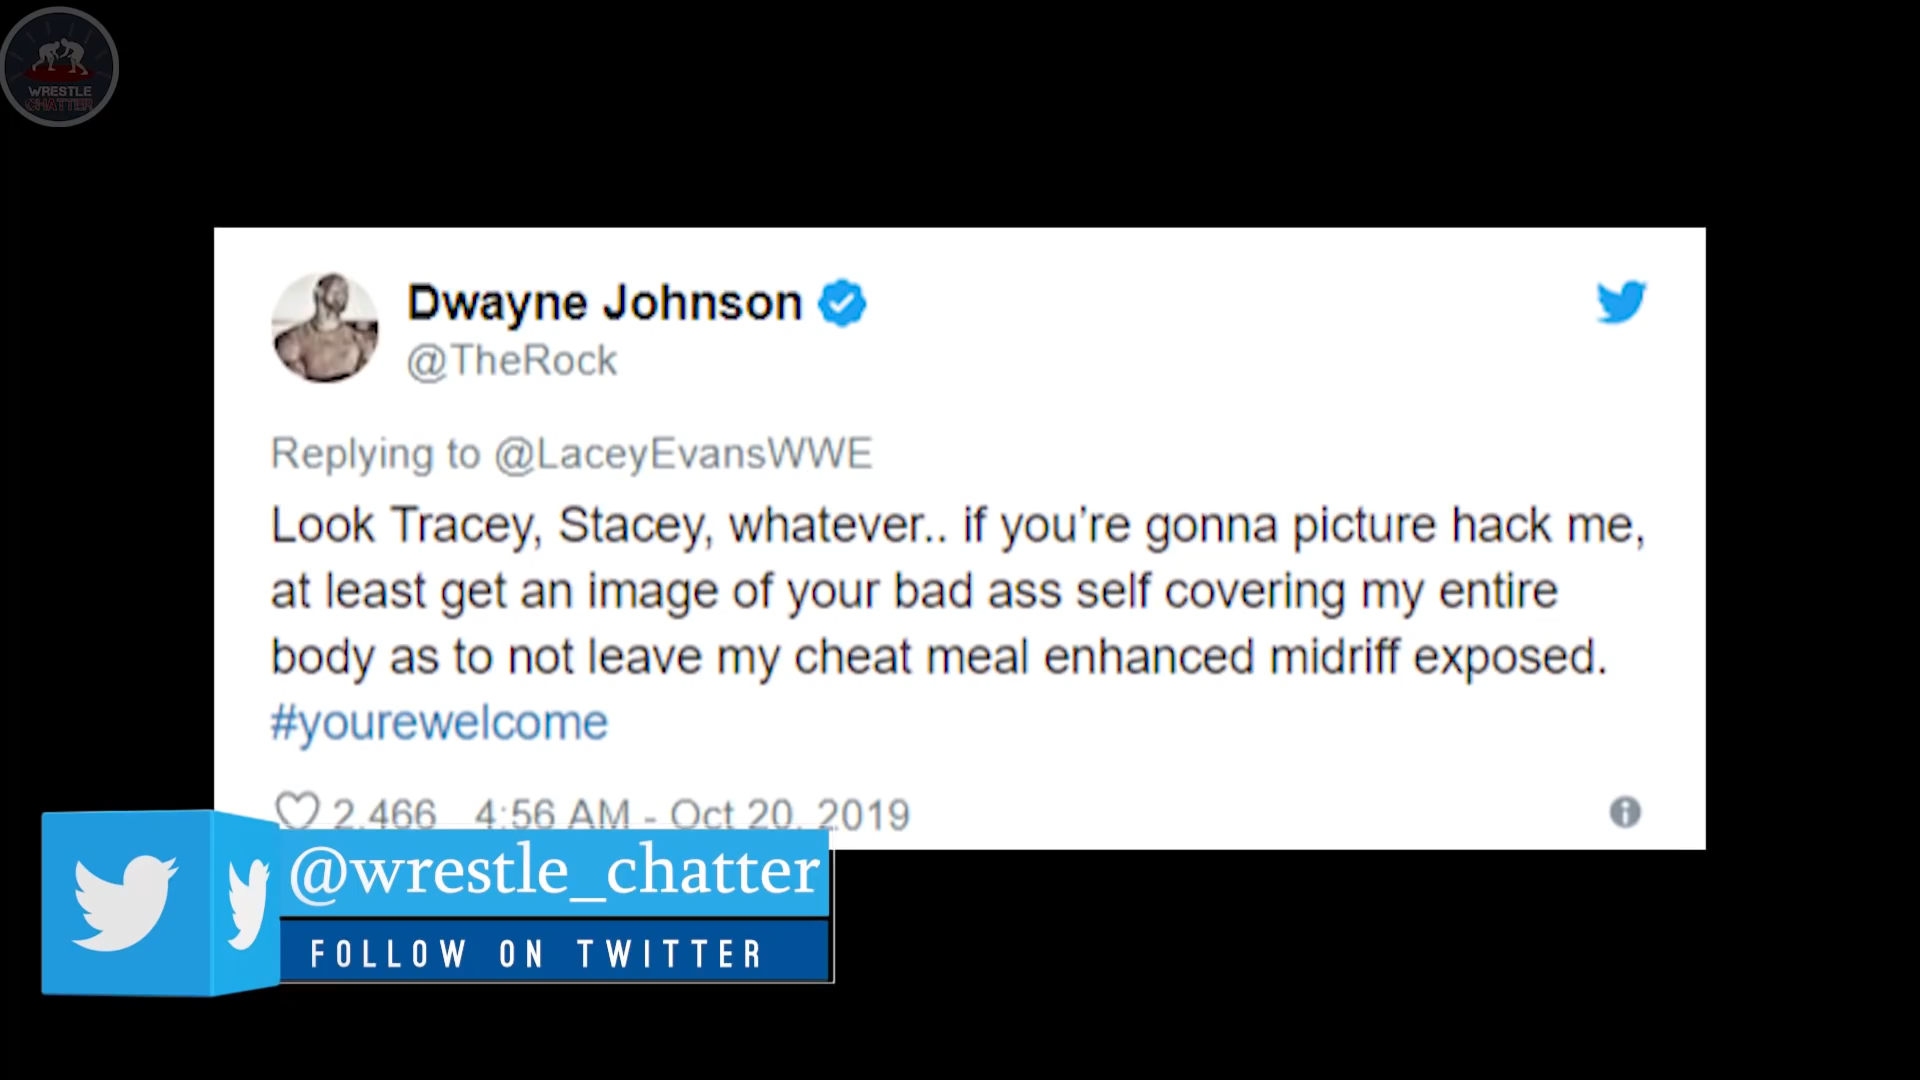 WRESTLE
CHATTER
Dwayne Johnson
@TheRock
Replying to @LaceyEvansWWE
Look Tracey, Stacey, whatever.. if you’re gonna picture hack me,
at least get an image of your bad ass self covering my entire
body as to not leave my cheat meal enhanced midriff exposed.
#yourewelcome
2,466 4:56 AM - Oct 20, 2019
@wrestle_chatter
FOLLOW ON TWITTER